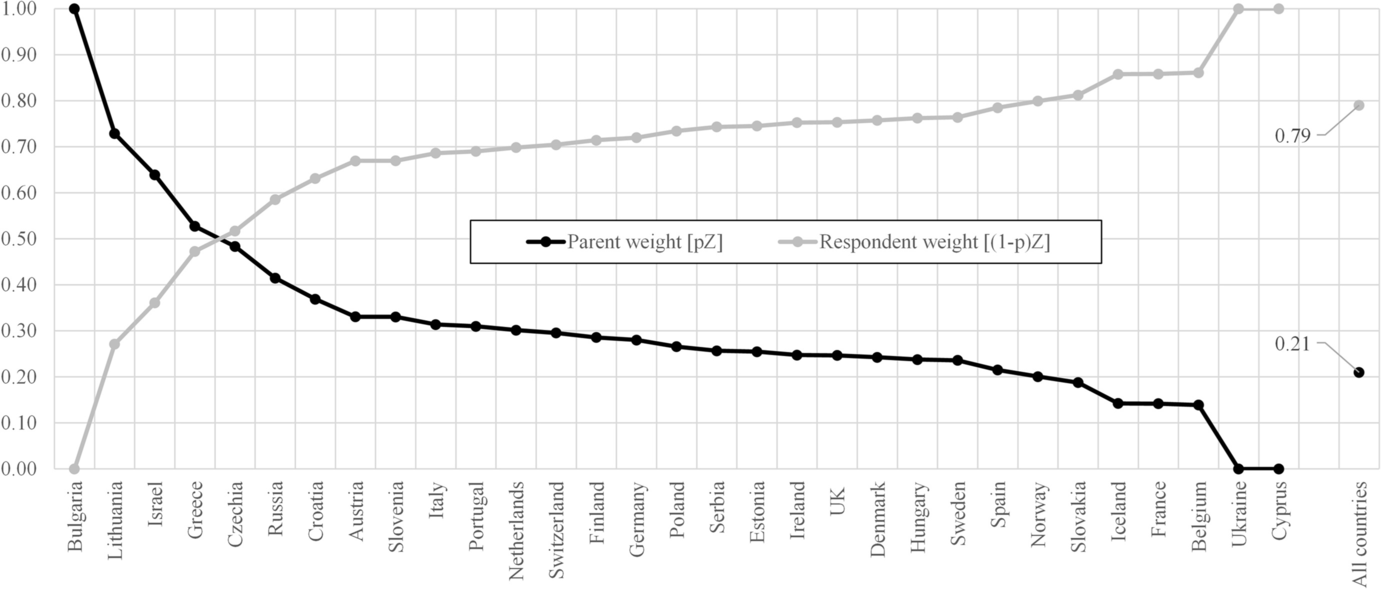 1.00
0.90
0.80
0.70
0.60
0.50
0.40
0.30
0.20
0.10
0.00
0.79
0.21
Parent weight [pZ]
Respondent weight [(1-p)Z]
Bulgaria
Lithuania
Israel
Greece
Czechia
Russia
Croatia
Austria
Slovenia
Italy
Portugal
Netherlands
Switzerland
Finland
Germany
Poland
Serbia
Estonia
Ireland
UK
Denmark
Hungary
Sweden
Spain
Norway
Slovakia
Iceland
France
Belgium
Ukraine
Cyprus
All countries